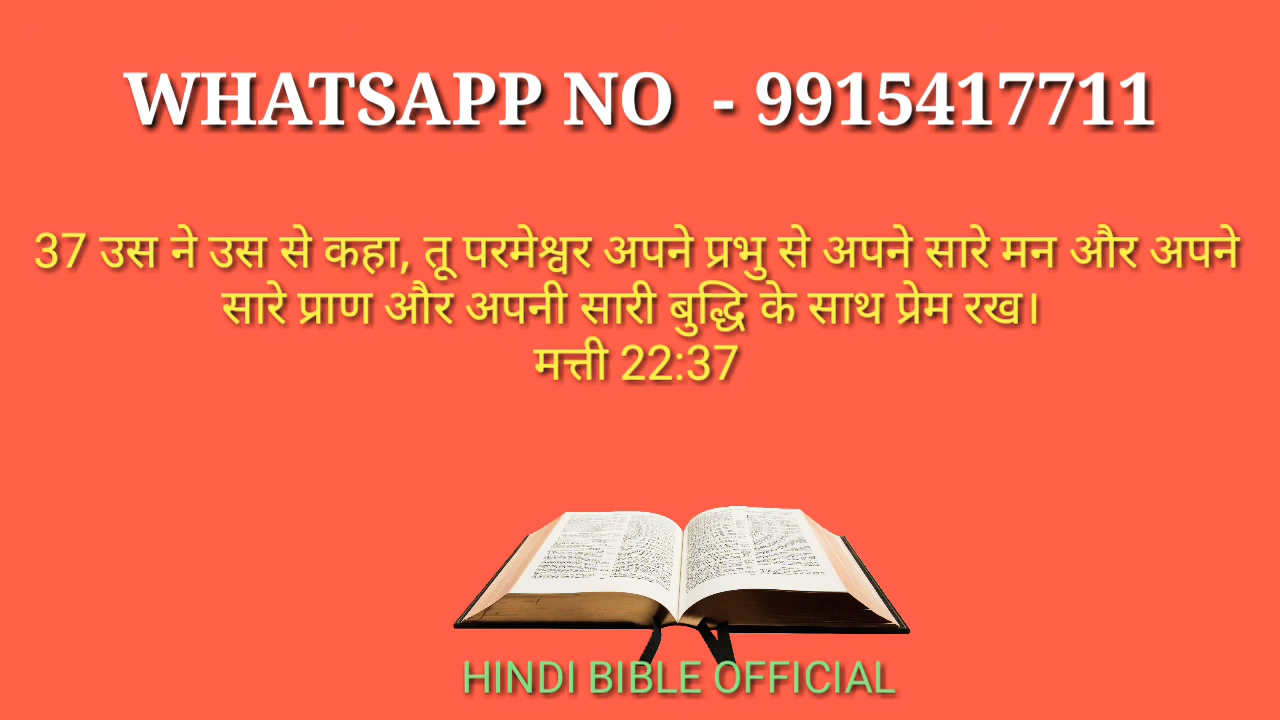 WHATSAPP NO - 9915417711
37 उस ने उस से कहा, तू परमेश्वर अपने प्रभु से अपने सारे मन और अपने
सारे प्राण और अपनी सारी बुद्धि के साथ प्रेम रख।
मत्ती 22:37
HINDI BIBLE OFFICIAL